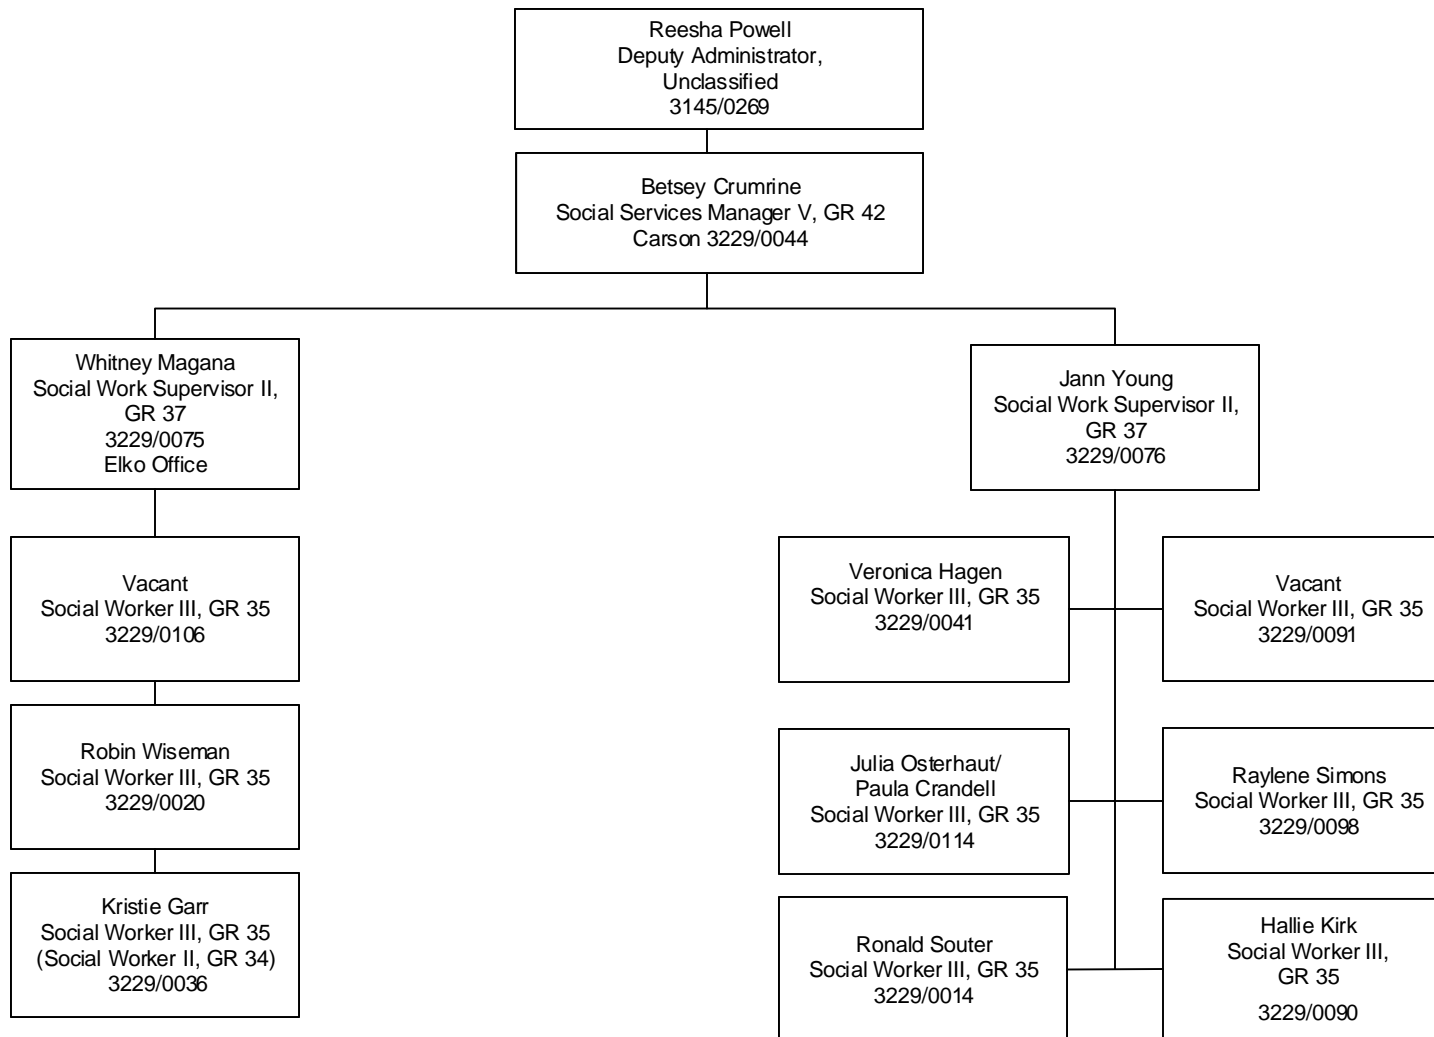 Reesha Powell
Deputy Administrator,
Unclassified
3145/0269
Betsey Crumrine
Social Services Manager V, GR 42
Carson 3229/0044
Whitney Magana
Social Work Supervisor II,
GR 37
3229/0075
Elko Office
Jann Young
Social Work Supervisor II,
GR 37
3229/0076
Vacant
Social Worker III, GR 35
3229/0106
Robin Wiseman
Social Worker III, GR 35
3229/0020
Kristie Garr
Social Worker III, GR 35
(Social Worker II, GR 34)
3229/0036
Veronica Hagen
Social Worker III, GR 35
3229/0041
Vacant
Social Worker III, GR 35
3229/0091
Julia Osterhaut/
Paula Crandell
Social Worker III, GR 35
3229/0114
Raylene Simons
Social Worker III, GR 35
3229/0098
Ronald Souter
Social Worker III, GR 35
3229/0014
Hallie Kirk
Social Worker III,
GR 35
3229/0090